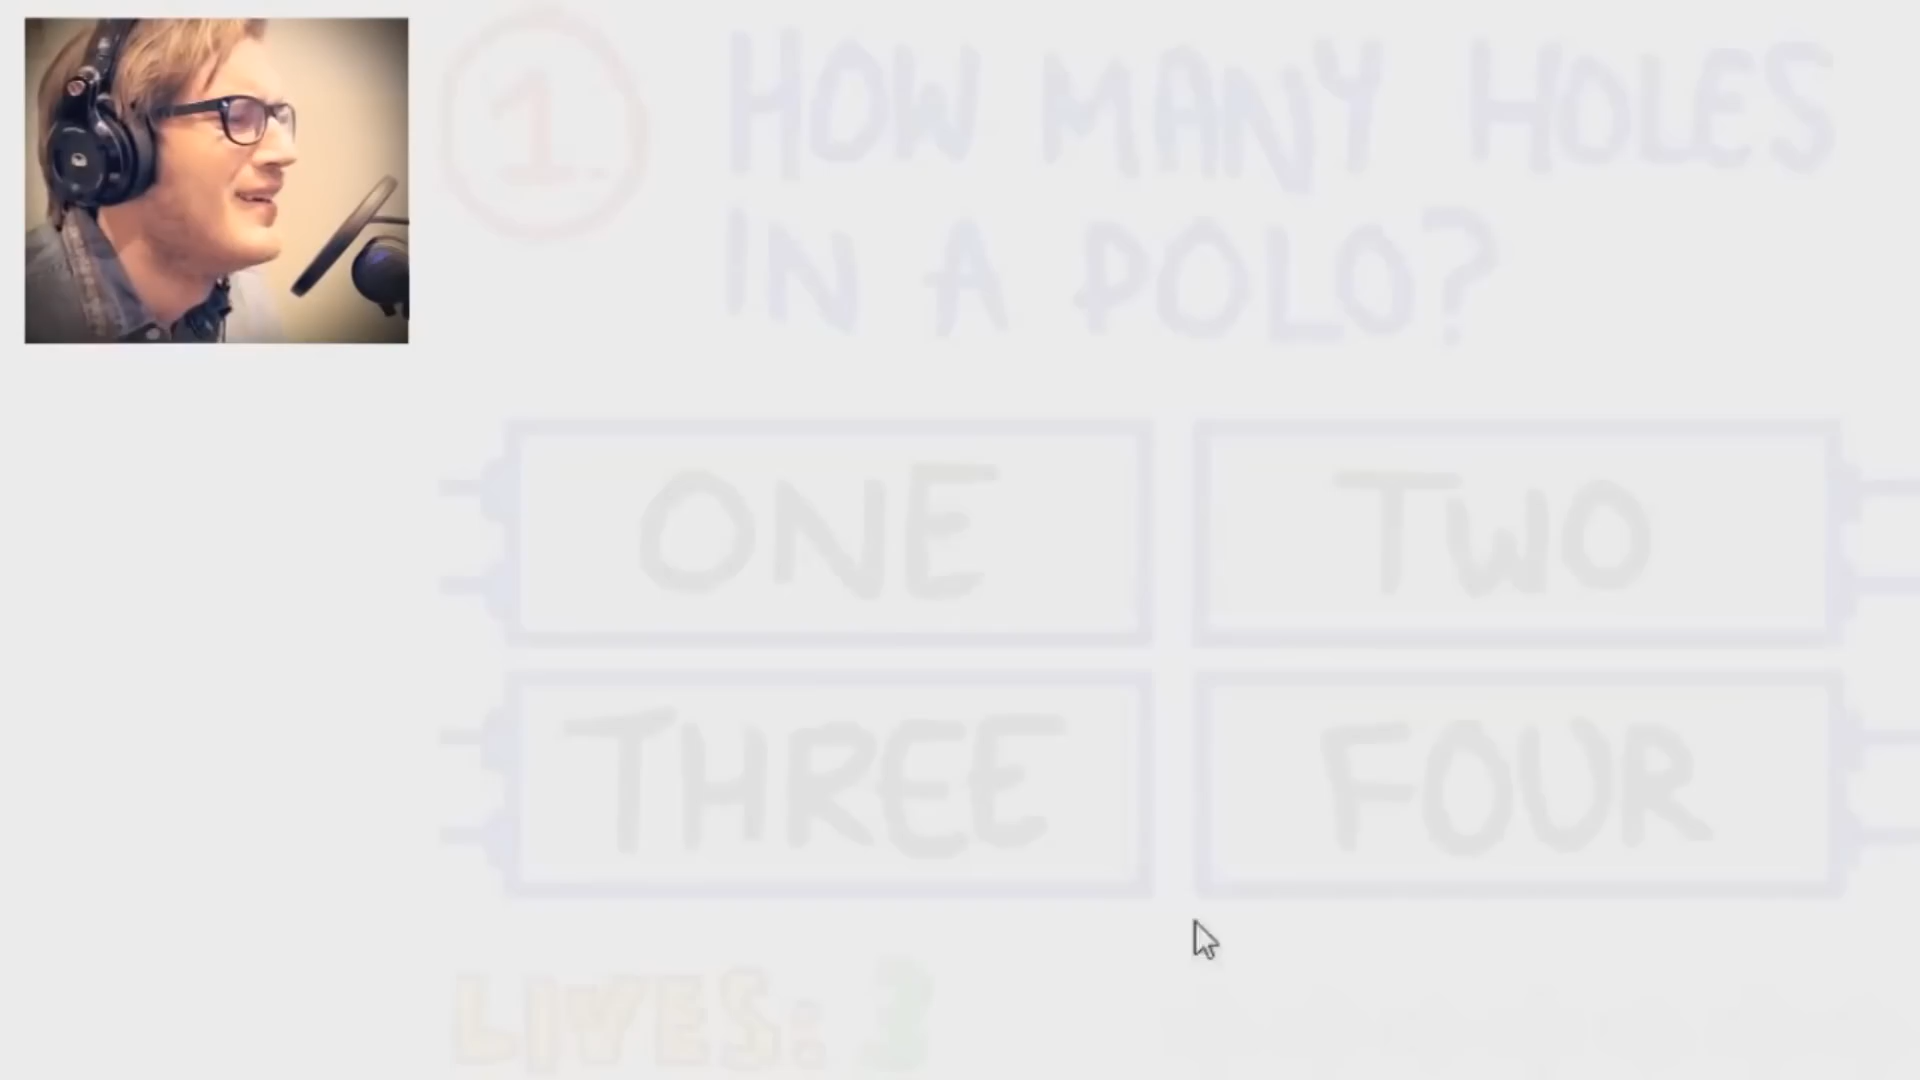 1.
HOW MANY HOLES
IN A POLO?
ONE
TWO
THREE
FOUR
LIVES: 3